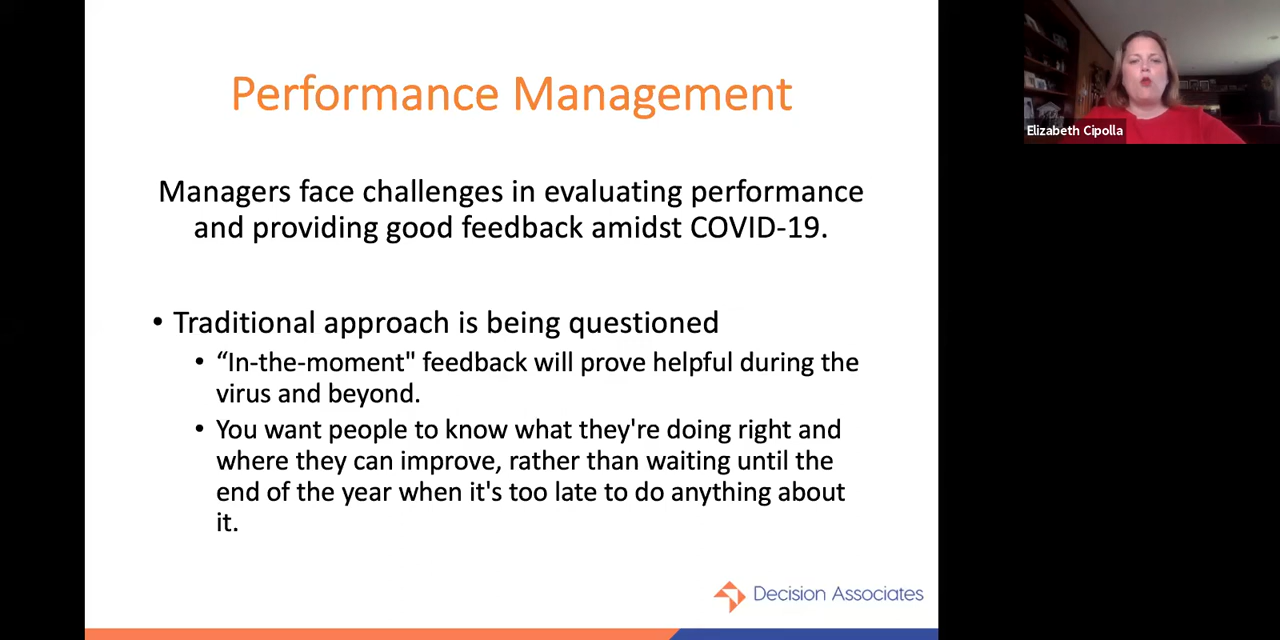 Performance Management
Managers face challenges in evaluating performance
and providing good feedback amidst COVID-19.
• Traditional approach is being questioned
• “In-the-moment" feedback will prove helpful during the
virus and beyond.
• You want people to know what they're doing right and
where they can improve, rather than waiting until the
end of the year when it's too late to do anything about
it.
Decision Associates
Elizabeth Cipolla